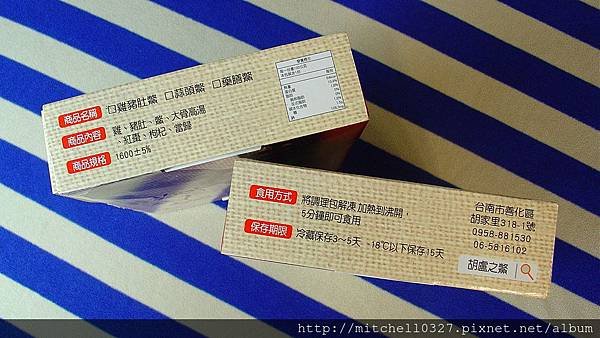 商品名稱 □雞豬肚鱉 □蒜頭鱉 □藥膳鱉
商品內容 雞、豬肚、鱉、大骨高湯
、紅棗、枸杞、當歸
商品規格 1600±5%
營養標示
食用方式 將調理包解凍加熱到沸開，
5分鐘即可食用
保存期限 冷藏保存3～5天 -18℃以下保存15天
台南市善化區
胡家里318-1號
0958-881530
06-5816102
胡盧之鱉
http://mitchell0327.pixnet.net/album